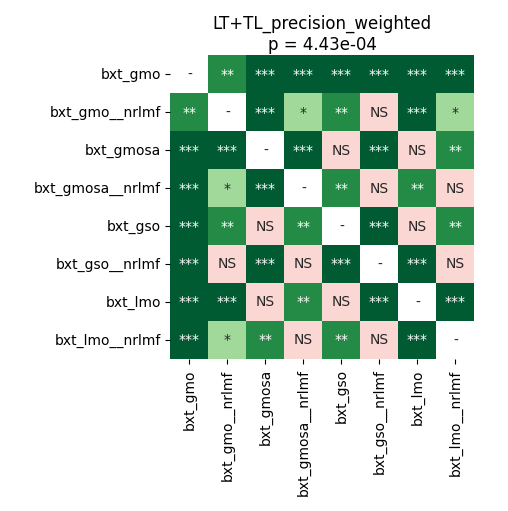 LT+TL_precision_weighted
p = 4.43e-04
bxt_gmo - ** *** *** *** *** *** ***
bxt_gmo__nrlmf ** - *** * ** NS *** *
bxt_gmosa *** *** - *** NS *** NS **
bxt_gmosa__nrlmf *** * *** - ** NS ** NS
bxt_gso *** ** NS ** - *** NS **
bxt_gso__nrlmf *** NS *** NS *** - *** NS
bxt_lmo *** *** NS ** NS *** - ***
bxt_lmo__nrlmf *** * ** NS ** NS *** -
bxt_gmo
bxt_gmo__nrlmf
bxt_gmosa
bxt_gmosa__nrlmf
bxt_gso
bxt_gso__nrlmf
bxt_lmo
bxt_lmo__nrlmf